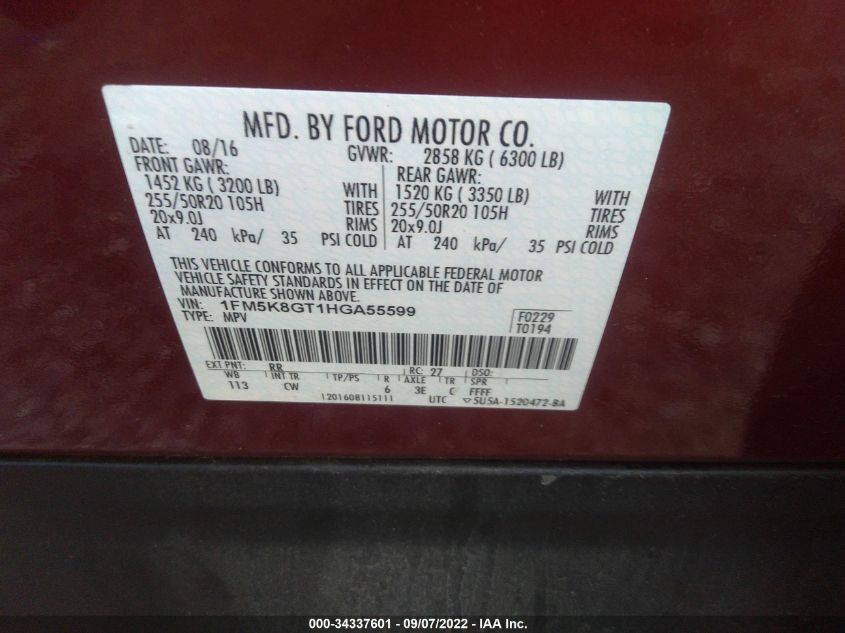 MFD. BY FORD MOTOR CO.
DATE: 08/16 GVWR: 2858 KG ( 6300 LB)
FRONT GAWR: REAR GAWR:
1452 KG ( 3200 LB) WITH 1520 KG ( 3350 LB) WITH
255/50R20 105H TIRES 255/50R20 105H TIRES
20x9.0J RIMS 20x9.0J RIMS
AT 240 kPa/ 35 PSI COLD AT 240 kPa/ 35 PSI COLD
THIS VEHICLE CONFORMS TO ALL APPLICABLE FEDERAL MOTOR
VEHICLE SAFETY STANDARDS IN EFFECT ON THE DATE OF
MANUFACTURE SHOWN ABOVE.
VIN: 1FM5K8GT1HGA55599 F0229
TYPE: MPV T0194
EXT PNT: RR RC: 27 DSO:
WB INT TR TP/PS R AXLE TR SPR
113 CW 6 3E C FFFF
1201608115111 UTC 5U5A-1520472-BA
000-34337601 - 09/07/2022 - IAA Inc.